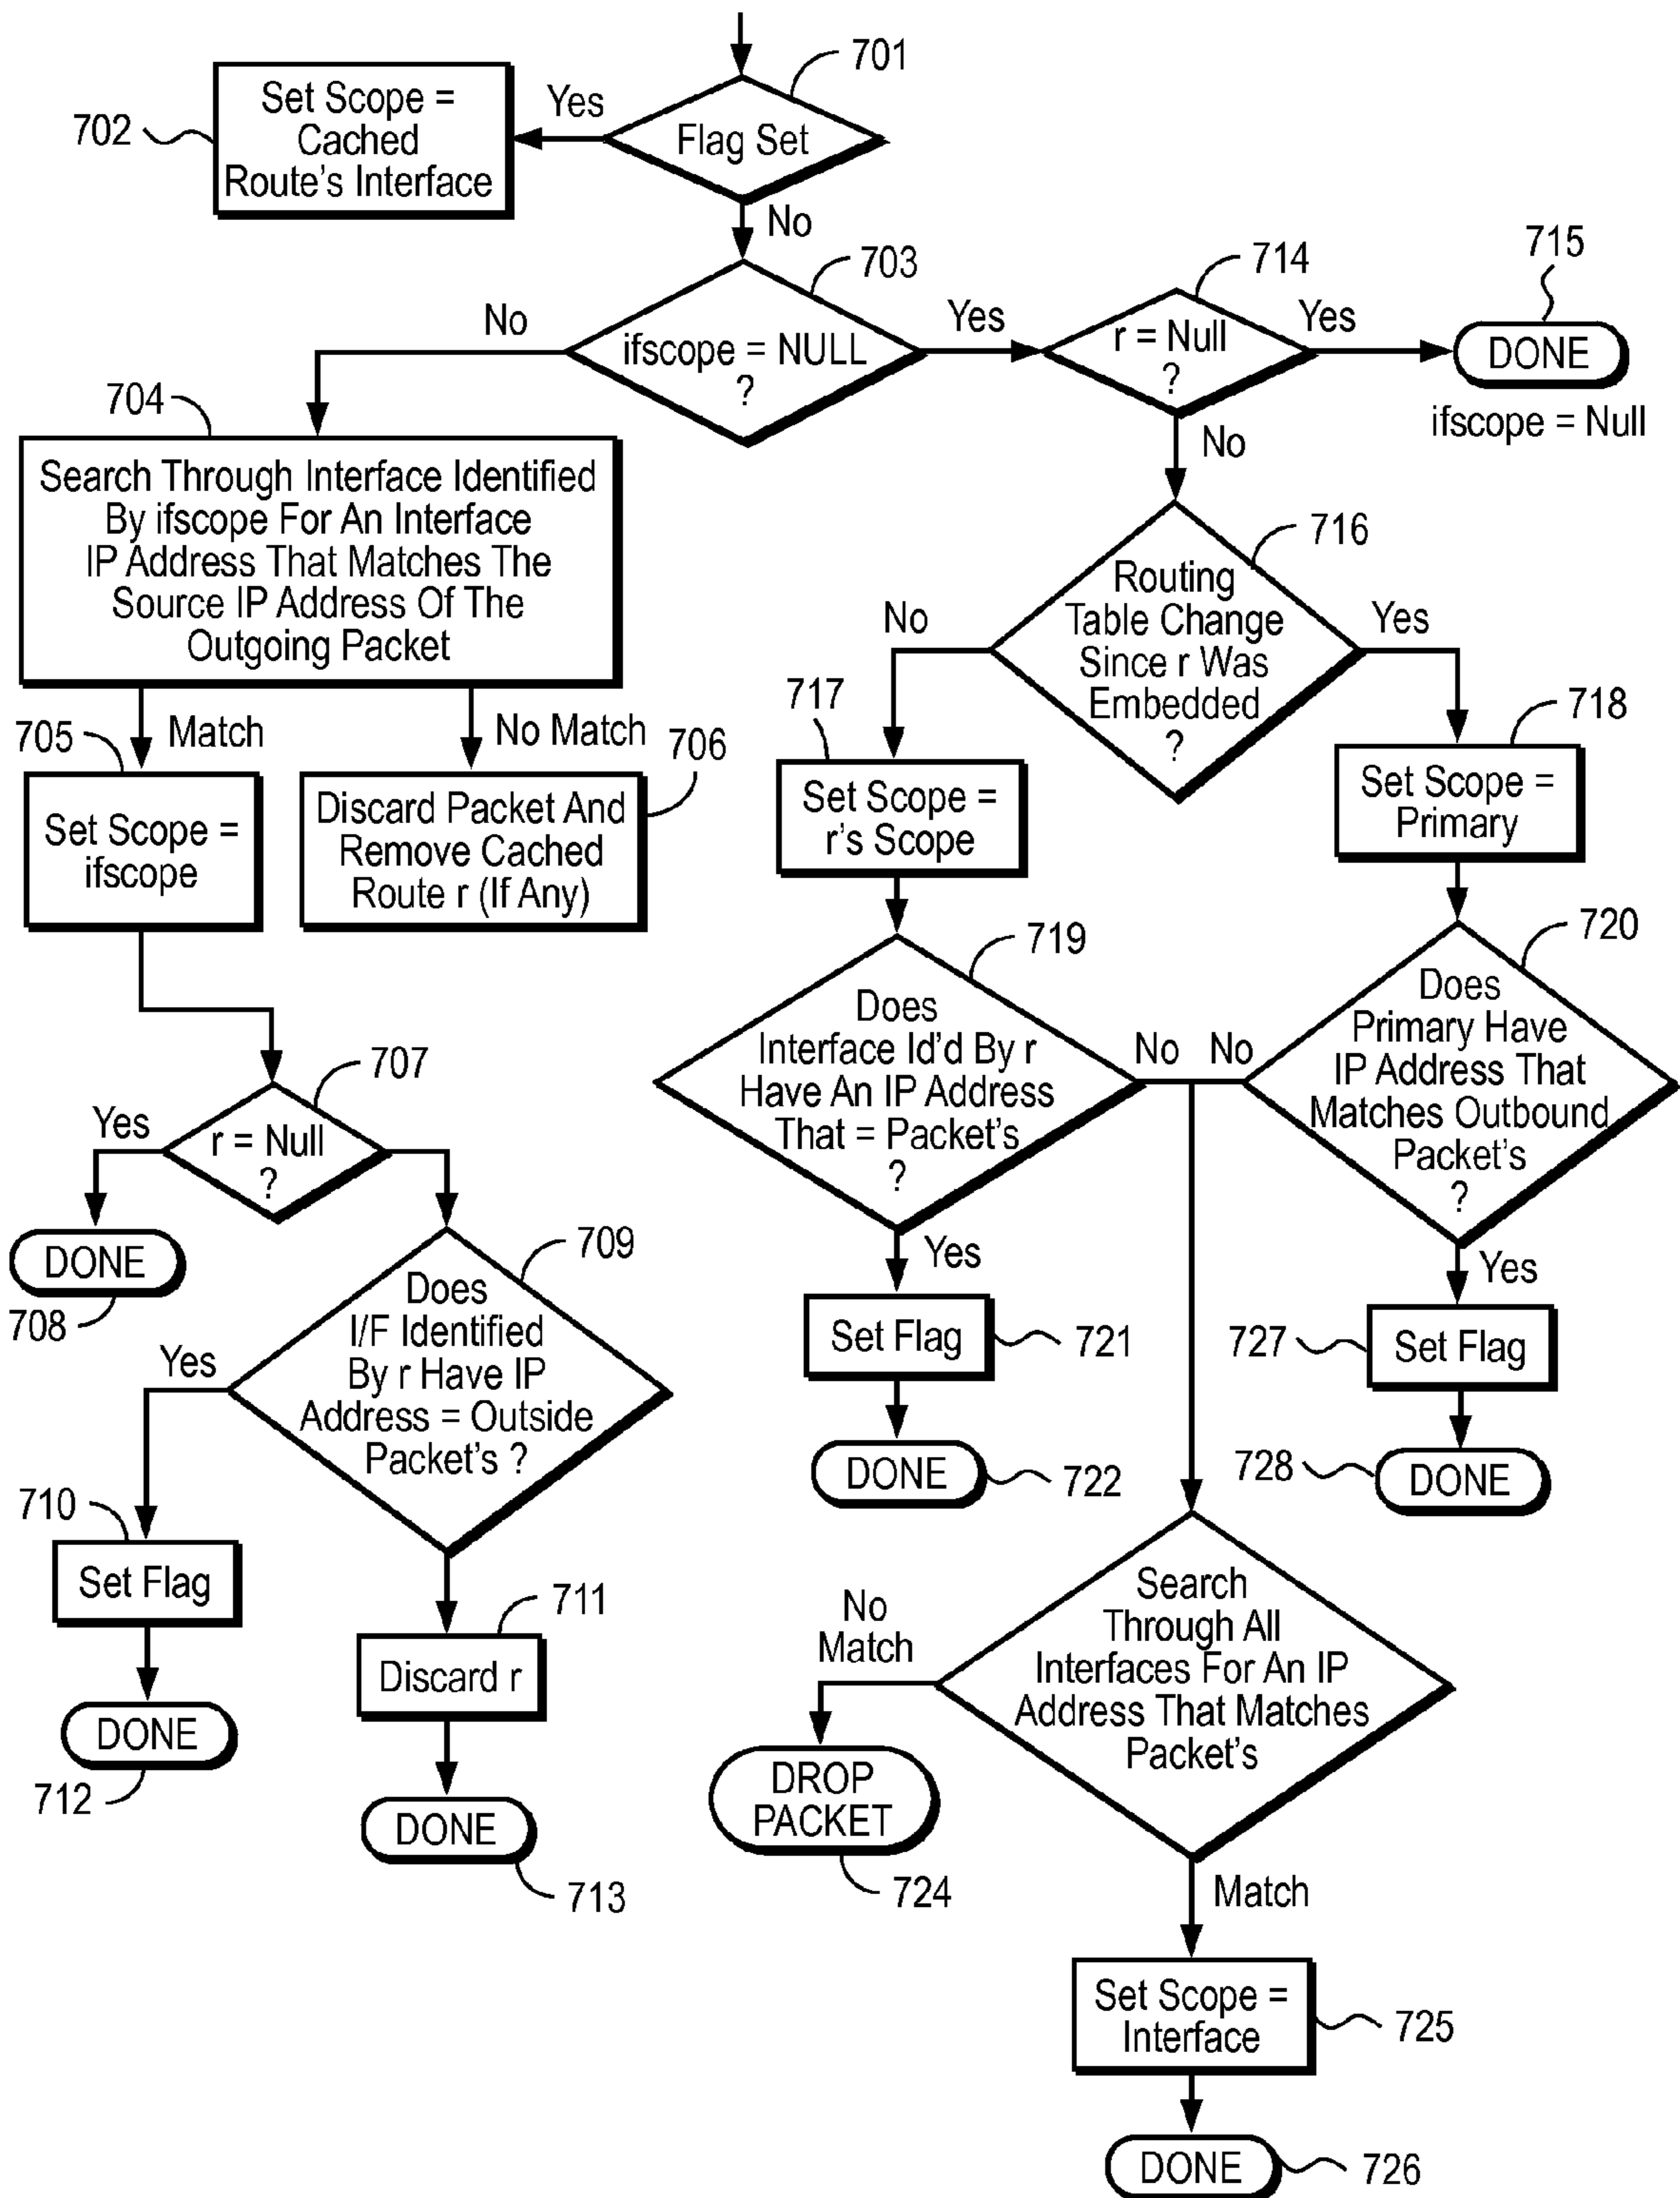 701
Set Scope =
Cached
Route's Interface
702
Yes
Flag Set
No
703
ifscope = NULL
?
No
Yes
714
r = Null
?
Yes
715
DONE
ifscope = Null
No
704
Search Through Interface Identified
By ifscope For An Interface
IP Address That Matches The
Source IP Address Of The
Outgoing Packet
716
Routing
Table Change
Since r Was
Embedded
?
No
Yes
705
Match
No Match
706
Set Scope =
ifscope
Discard Packet And
Remove Cached
Route r (If Any)
717
Set Scope =
r's Scope
718
Set Scope =
Primary
719
Does
Interface Id'd By r
Have An IP Address
That = Packet's
?
No
No
720
Does
Primary Have
IP Address That
Matches Outbound
Packet's
?
707
Yes
r = Null
?
DONE
708
709
Does
I/F Identified
By r Have IP
Address = Outside
Packet's ?
Yes
Yes
Set Flag
721
DONE
722
Yes
727
Set Flag
728
DONE
710
Set Flag
DONE
712
711
Discard r
DONE
713
Search
Through All
Interfaces For An IP
Address That Matches
Packet's
No
Match
DROP
PACKET
724
Match
Set Scope =
Interface
725
DONE
726